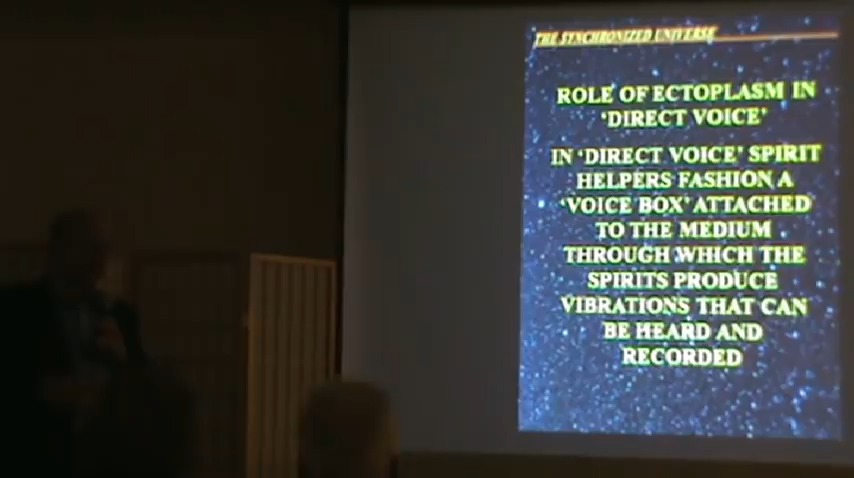 THE SYNCHRONIZED UNIVERSE
ROLE OF ECTOPLASM IN
‘DIRECT VOICE’
IN ‘DIRECT VOICE’ SPIRIT
HELPERS FASHION A
‘VOICE BOX’ ATTACHED
TO THE MEDIUM
THROUGH WHICH THE
SPIRITS PRODUCE
VIBRATIONS THAT CAN
BE HEARD AND
RECORDED